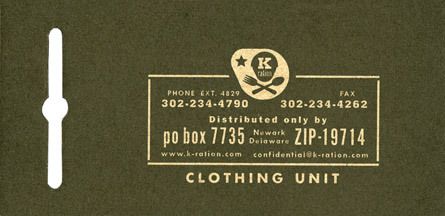 K
ration
PHONE EXT. 4829 FAX
302-234-4790 302-234-4262
Distributed only by
po box 7735 Newark Delaware ZIP-19714
www.k-ration.com confidential@k-ration.com
CLOTHING UNIT